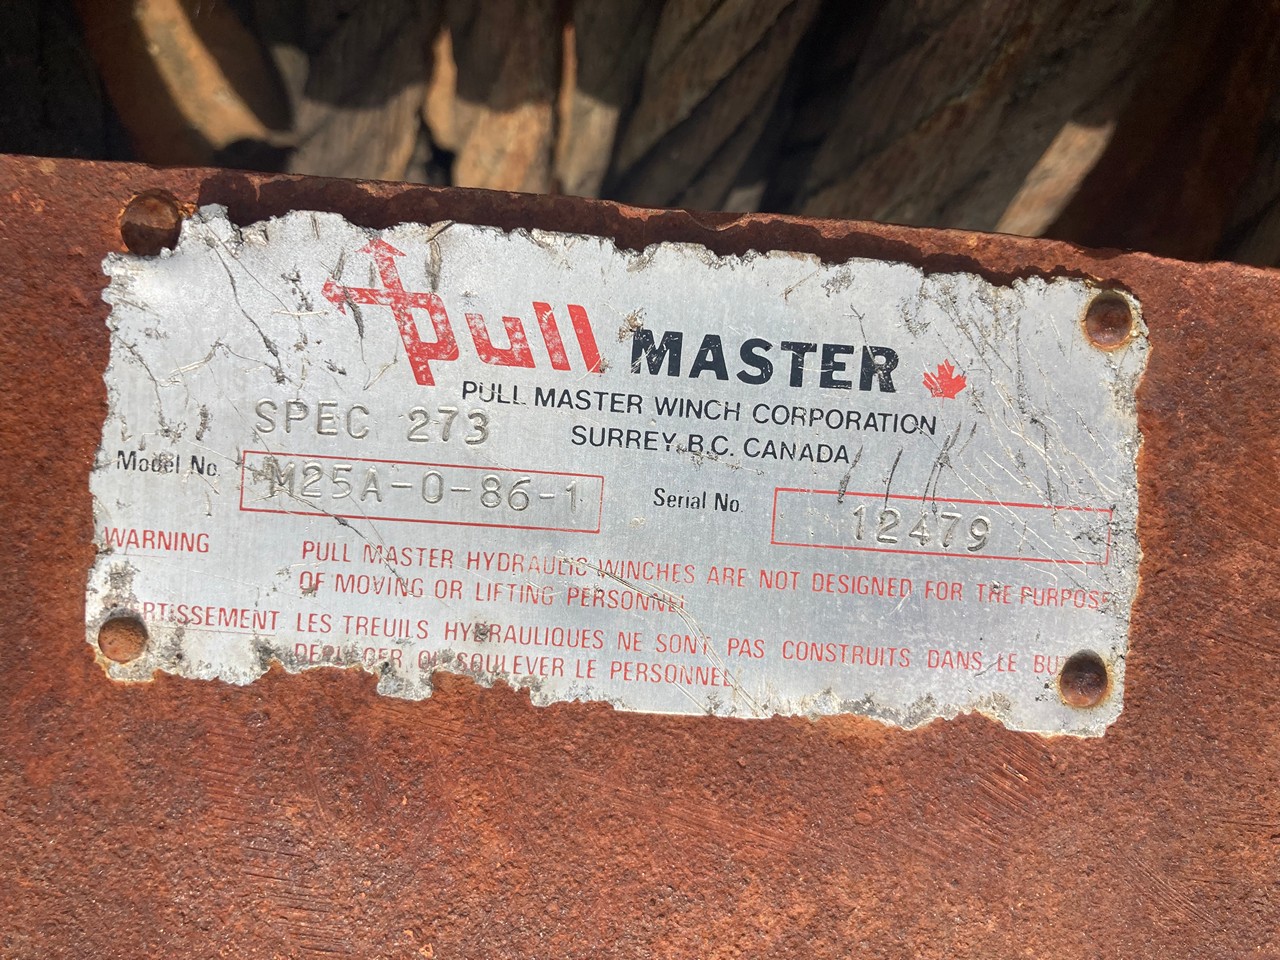 pull MASTER
PULL MASTER WINCH CORPORATION
SPEC 273
SURREY, B.C. CANADA
Model No. M25A-0-86-1 Serial No. 12479
WARNING PULL MASTER HYDRAULIC WINCHES ARE NOT DESIGNED FOR THE PURPOSE
OF MOVING OR LIFTING PERSONNEL
LES TREUILS HYDRAULIQUES NE SONT PAS CONSTRUITS DANS LE
SOULEVER LE PERSONNEL